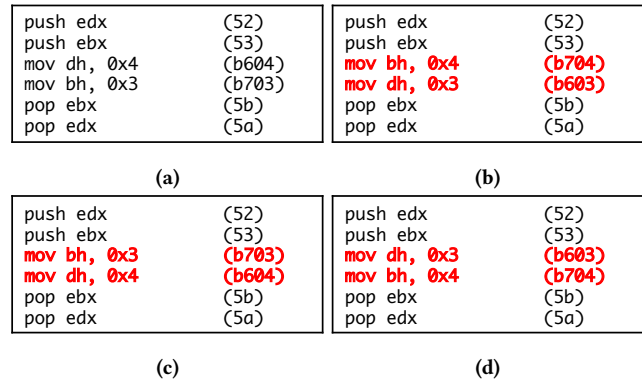 push edx (52)
push ebx (53)
mov dh, 0x4 (b604)
mov bh, 0x3 (b703)
pop ebx (5b)
pop edx (5a)
(a)
push edx (52)
push ebx (53)
mov bh, 0x4 (b704)
mov dh, 0x3 (b603)
pop ebx (5b)
pop edx (5a)
(b)
push edx (52)
push ebx (53)
mov bh, 0x3 (b703)
mov dh, 0x4 (b604)
pop ebx (5b)
pop edx (5a)
(c)
push edx (52)
push ebx (53)
mov dh, 0x3 (b603)
mov bh, 0x4 (b704)
pop ebx (5b)
pop edx (5a)
(d)